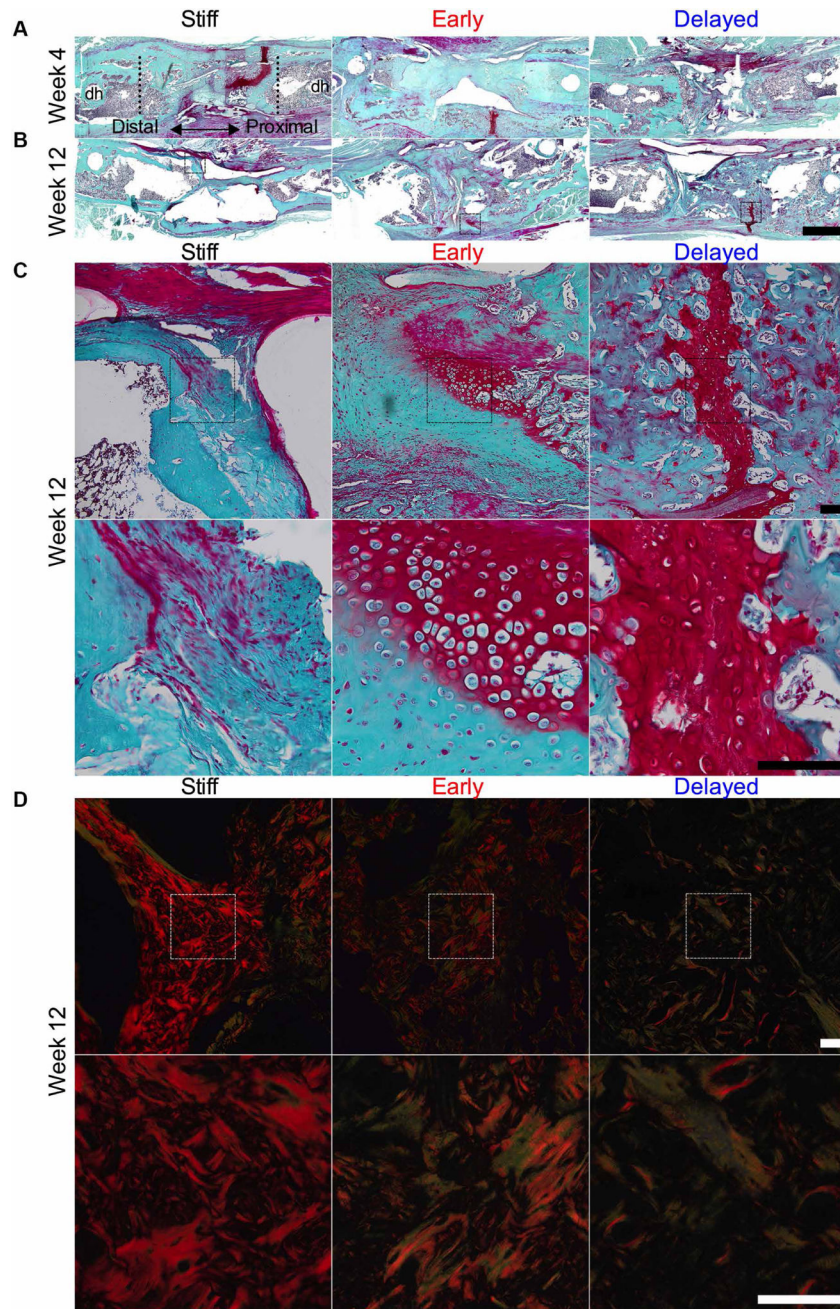 A
Stiff
Early
Delayed
Week 4
dh
dh
Distal
Proximal
B
Week 12
C
Stiff
Early
Delayed
Week 12
D
Stiff
Early
Delayed
Week 12